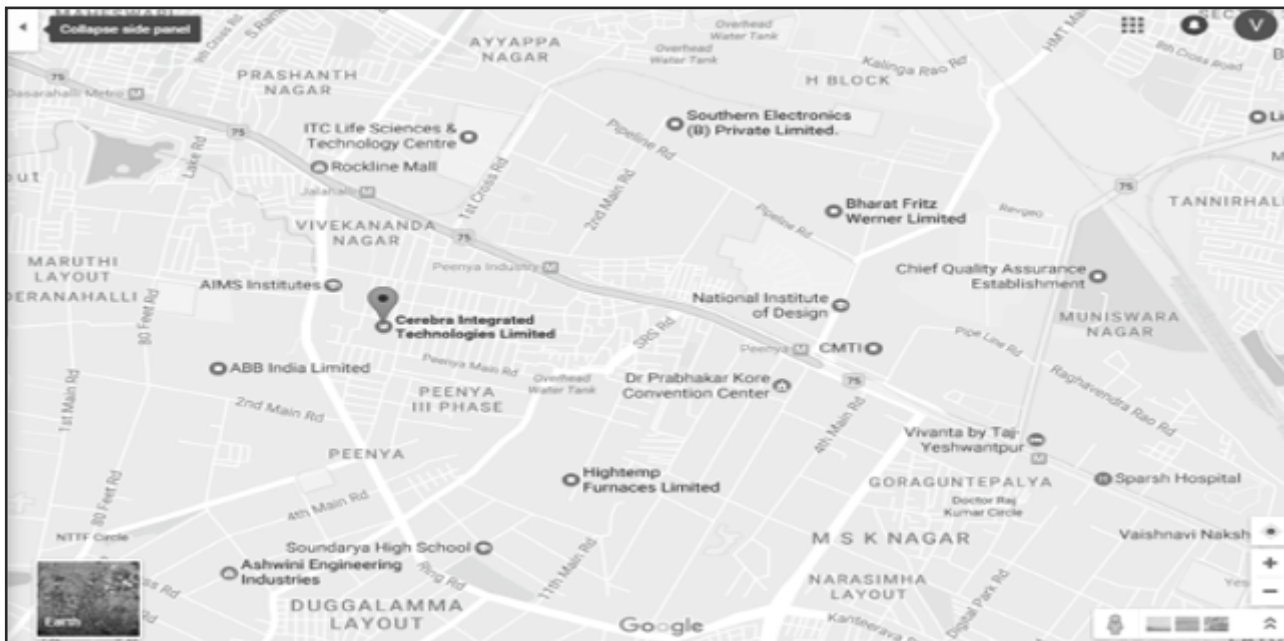 Collapse side panel
V
AYYAPPA
NAGAR
Overhead
Water Tank
Overhead
Water Tank
HMT Ma
8th Cross Road
Kalinga Rao Rd
H BLOCK
PRASHANTH
NAGAR
75
Dasarahalli Metro
Lake Rd
75
ITC Life Sciences &
Technology Centre
Southern Electronics
(B) Private Limited.
Pipeline Rd
Rockline Mall
Jalahalli
1st Cross Rd
2nd Main Rd
75
TANNIRHAL
VIVEKANANDA
NAGAR
75
Pipeline Rd
Bharat Fritz
Werner Limited
MARUTHI
LAYOUT
DERANAHALLI
Peenya Industry
Chief Quality Assurance
Establishment
AIMS Institutes
80 Feet Rd
National Institute
of Design
MUNISWARA
NAGAR
Cerebra Integrated
Technologies Limited
SRS Rd
Peenya
CMTI
Pipe Line Rd
ABB India Limited
Peenya Main Rd
Overhead
Water Tank
Dr Prabhakar Kore
Convention Center
75
Raghavendra Rao Rd
PEENYA
III PHASE
1st Main Rd
2nd Main Rd
4th Main Rd
Vivanta by Taj-
Yeshwantpur
PEENYA
Hightemp
Furnaces Limited
GORAGUNTEPALYA
Sparsh Hospital
80 Feet Rd
4th Main Rd
Doctor Raj
Kumar Circle
NTTF Circle
M S K NAGAR
Vaishnavi Naksh
Soundarya High School
Ashwini Engineering
Industries
Ring Rd
11th Main Rd
NARASIMHA
LAYOUT
Earth
DUGGALAMMA
LAYOUT
Google
Kanteerava